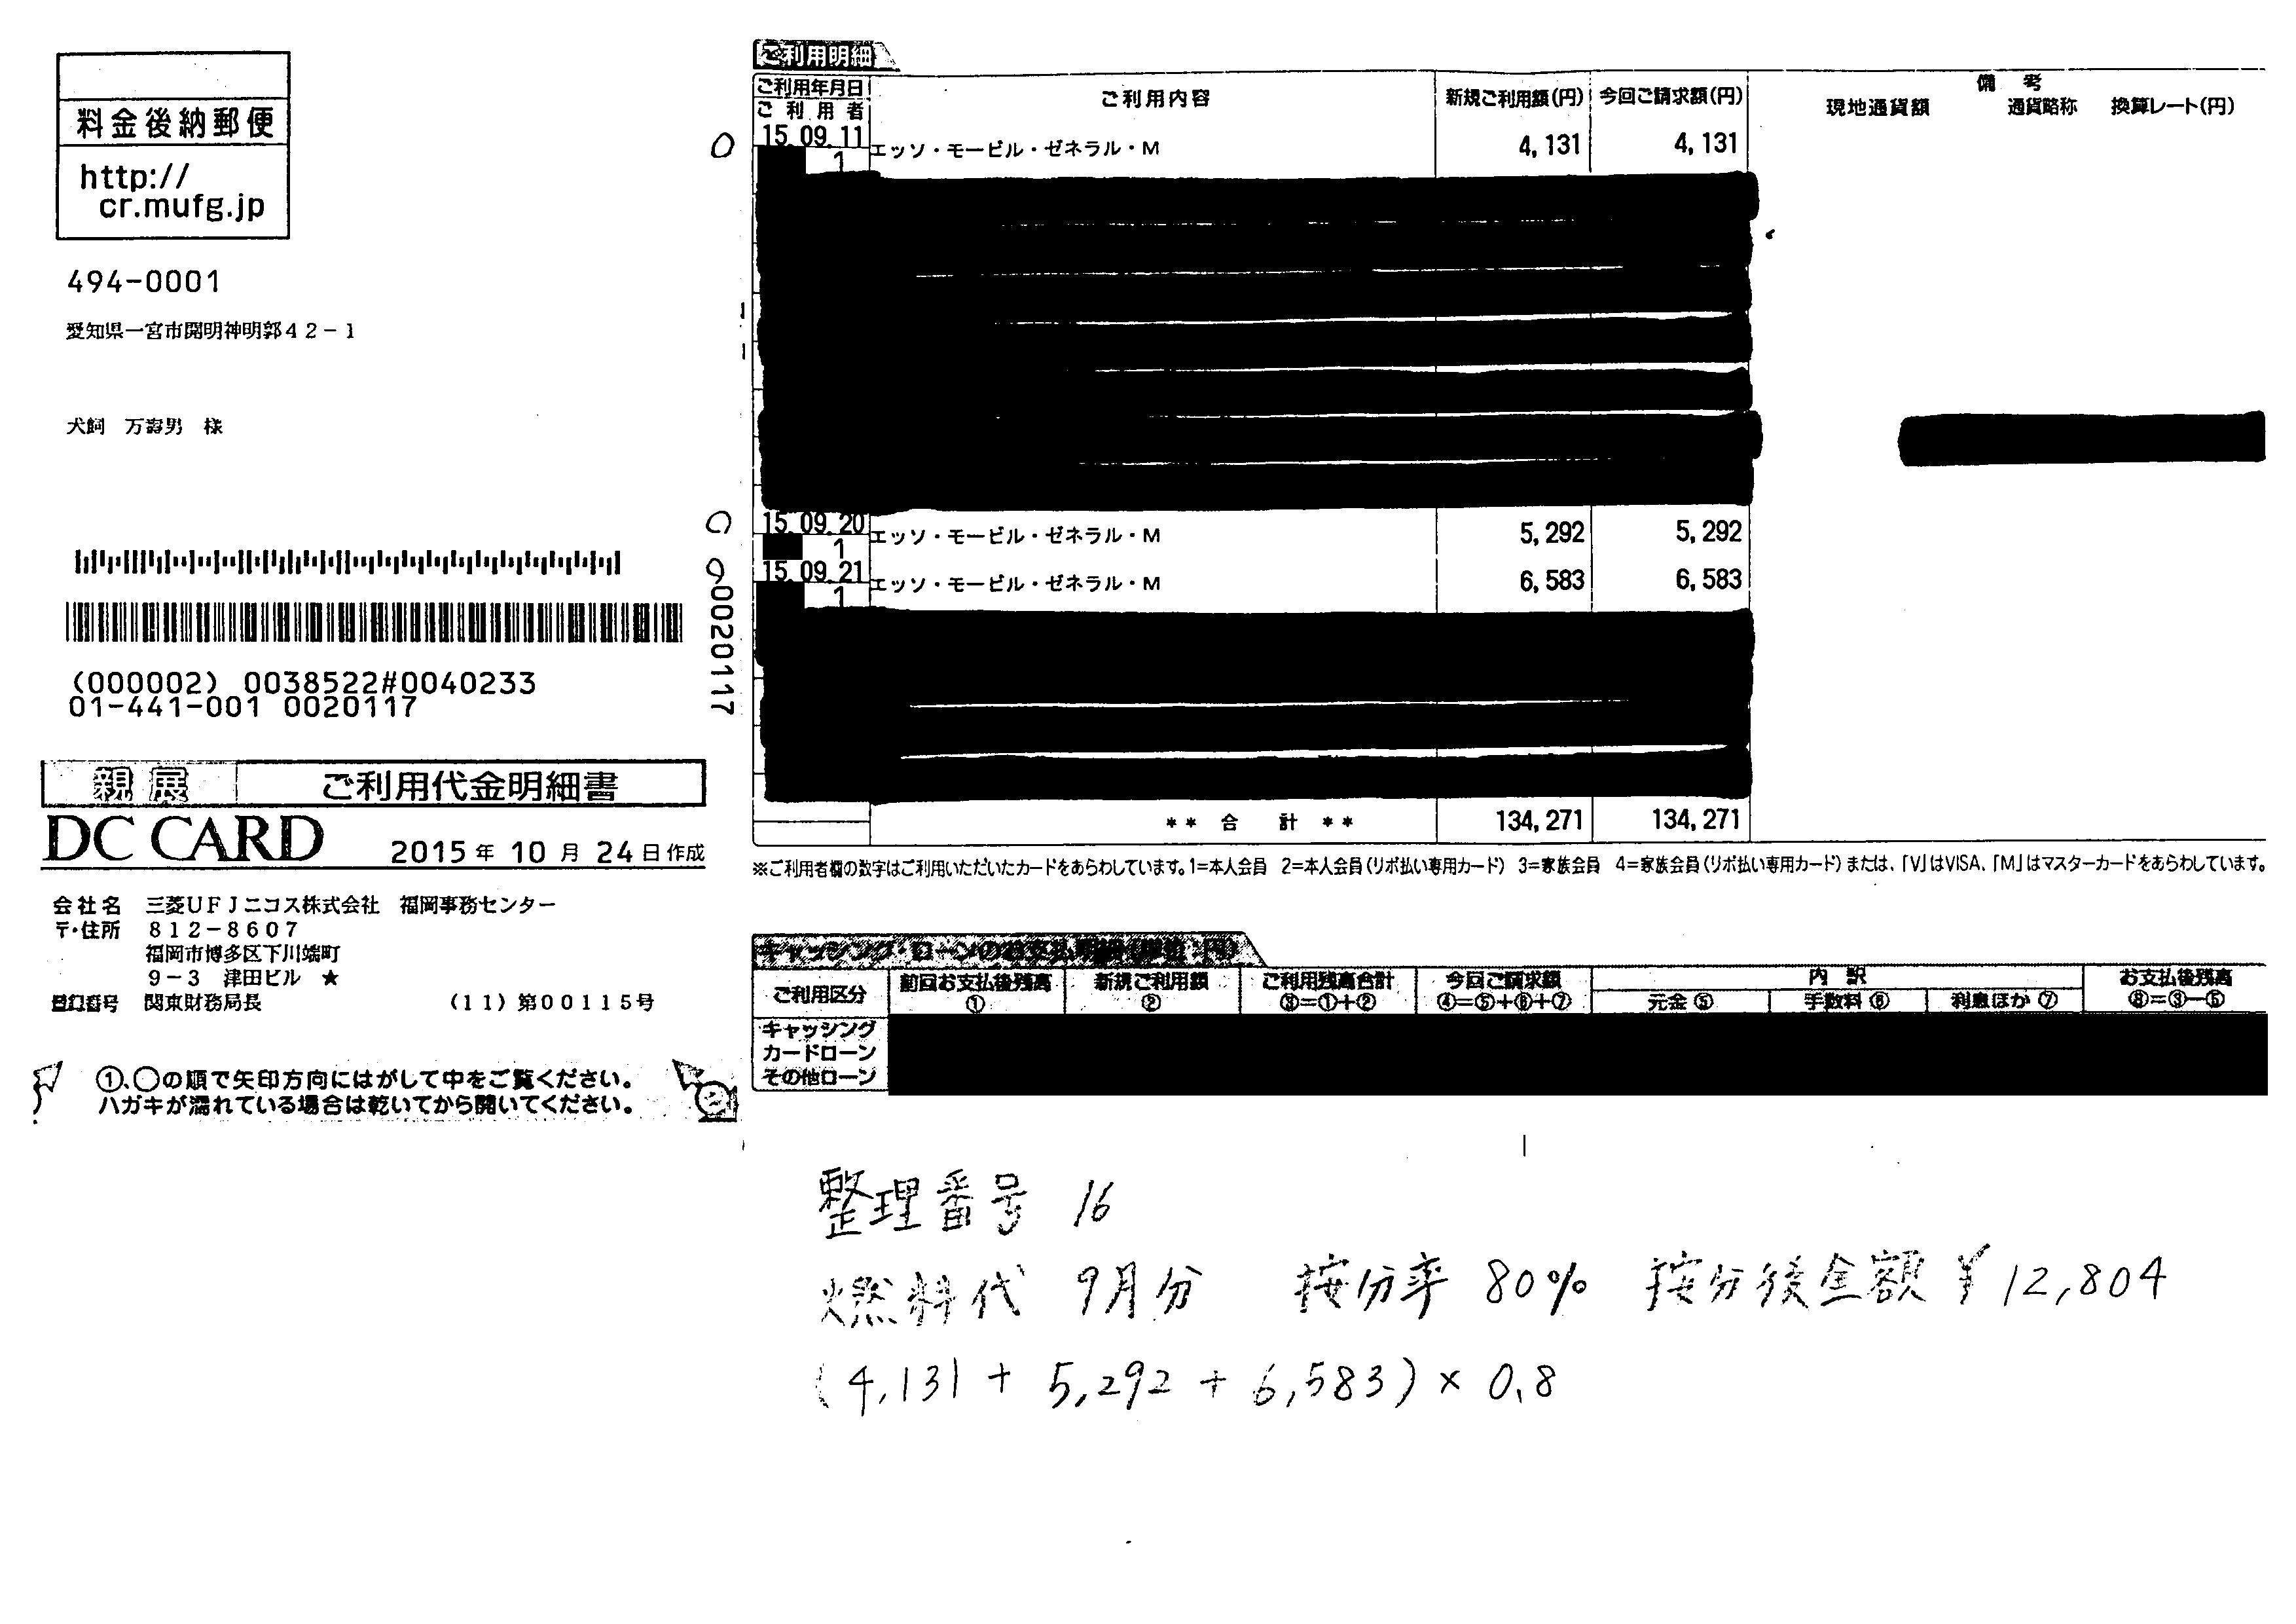 料金後納郵便
http://
cr.mufg.jp
494-0001
愛知県一宮市開明神明郭42-1
犬飼 万壽男 様
(000002) 0038522#0040233
01-441-001 0020117
親展 ご利用代金明細書
DC CARD 2015年10月24日作成
会社名 三菱UFJニコス株式会社 福岡事務センター
〒・住所 812-8607
福岡市博多区下川端町
9-3 津田ビル ★
登録番号 関東財務局長 (11)第00115号
①、○の順で矢印方向にはがして中をご覧ください。
ハガキが濡れている場合は乾いてから開いてください。
0020117
ご利用明細
ご利用年月日 ご利用者 ご利用内容 新規ご利用額(円) 今回ご請求額(円) 備考 現地通貨額 通貨略称 換算レート(円)
15.09.11 1 エッソ・モービル・ゼネラル・M 4,131 4,131
15.09.20 1 エッソ・モービル・ゼネラル・M 5,292 5,292
15.09.21 1 エッソ・モービル・ゼネラル・M 6,583 6,583
** 合 計 ** 134,271 134,271
※ご利用者欄の数字はご利用いただいたカードをあらわしています。1=本人会員 2=本人会員(リボ払い専用カード) 3=家族会員 4=家族会員(リボ払い専用カード)または、「V」はVISA、「M」はマスターカードをあらわしています。
キャッシング・ローンのお支払明細(単位:円)
ご利用区分 前回お支払後残高① 新規ご利用額② ご利用残高合計③=①+② 今回ご請求額④=⑤+⑥+⑦ 内訳 元金⑤ 手数料⑥ 利息ほか⑦ お支払後残高⑧=③-⑤
キャッシング
カードローン
その他ローン
整理番号 16
燃料代 9月分 按分率 80% 按分後金額 ¥12,804
(4,131 + 5,292 + 6,583) × 0.8